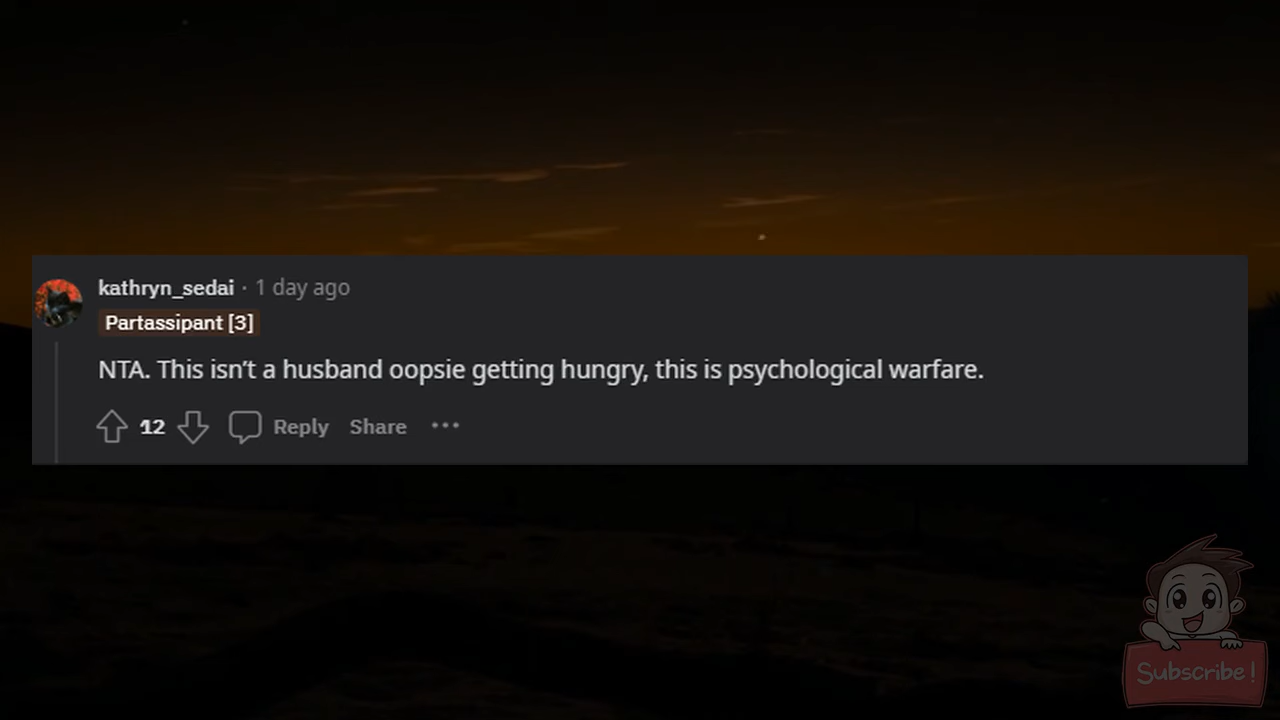 kathryn_sedai · 1 day ago
Partassipant [3]
NTA. This isn’t a husband oopsie getting hungry, this is psychological warfare.
12 Reply Share ...
Subscribe!